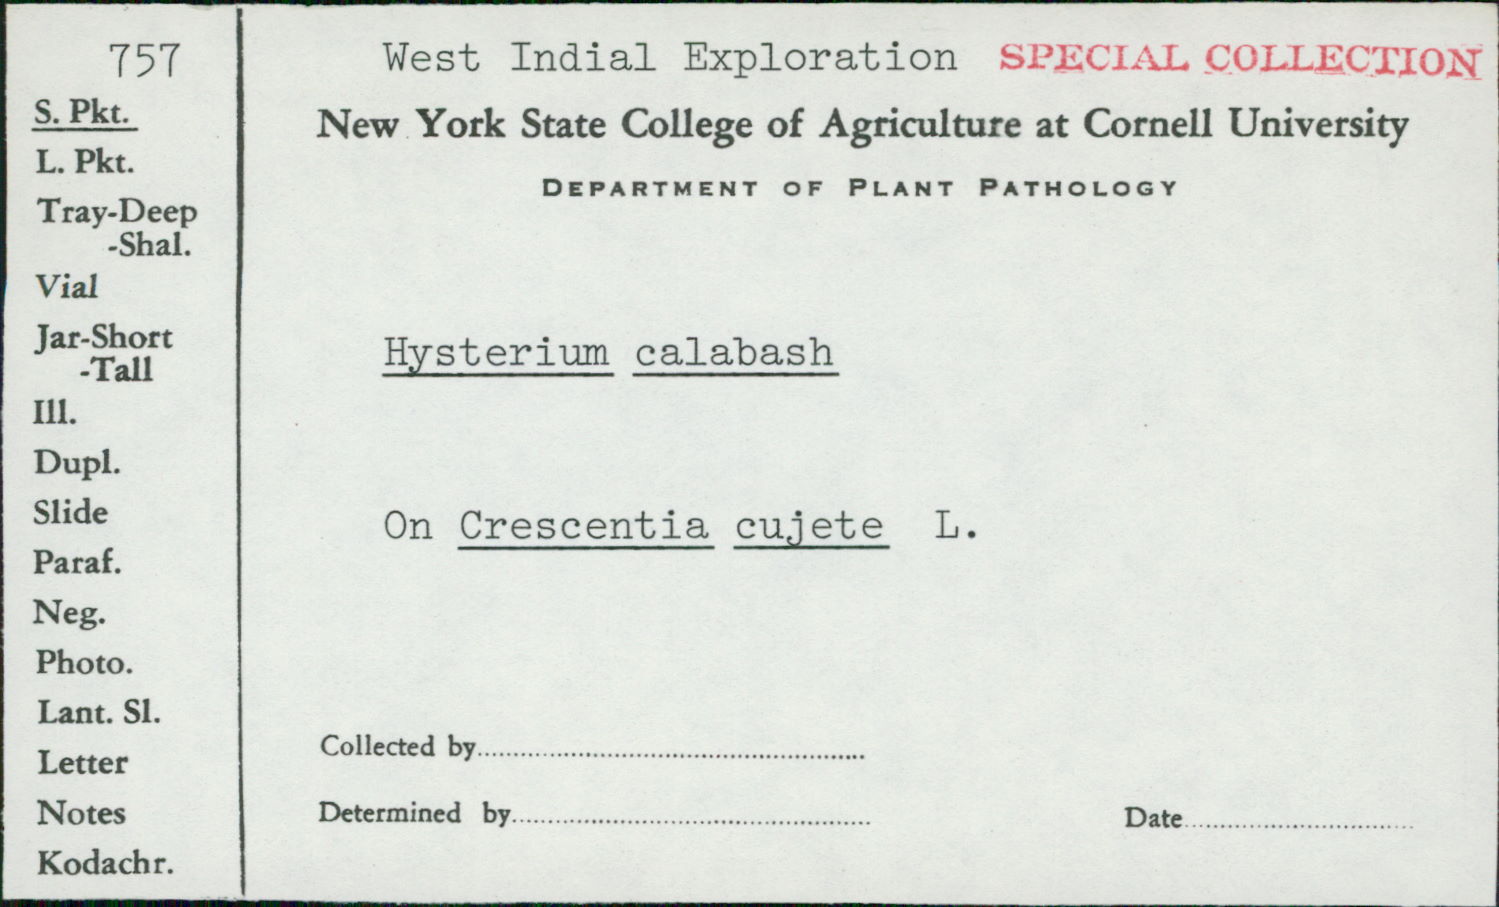 757
S. Pkt.
L. Pkt.
Tray-Deep
-Shal.
Vial
Jar-Short
-Tall
Ill.
Dupl.
Slide
Paraf.
Neg.
Photo.
Lant. Sl.
Letter
Notes
Kodachr.
West Indial Exploration SPECIAL COLLECTION
New York State College of Agriculture at Cornell University
DEPARTMENT OF PLANT PATHOLOGY
Hysterium calabash
On Crescentia cujete L.
Collected by
Determined by
Date